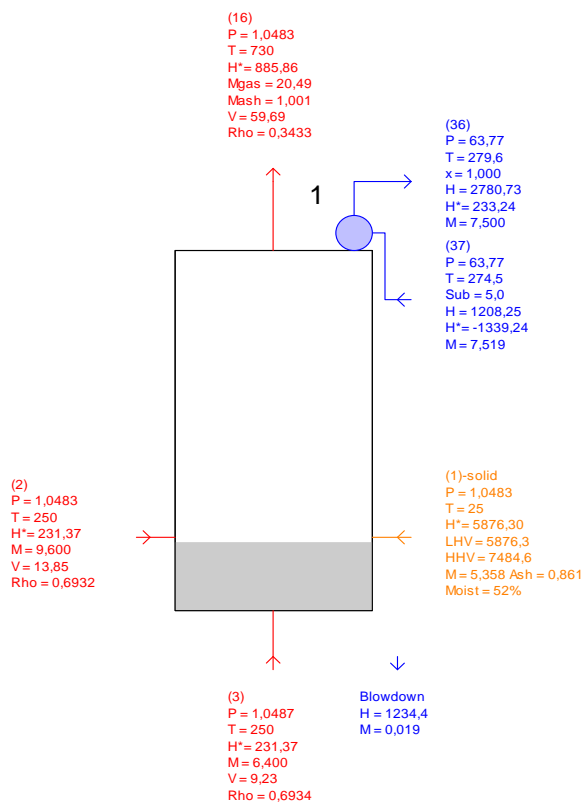 (16)
P = 1,0483
T = 730
H*= 885,86
Mgas = 20,49
Mash = 1,001
V = 59,69
Rho = 0,3433
1
(36)
P = 63,77
T = 279,6
x = 1,000
H = 2780,73
H*= 233,24
M = 7,500
(37)
P = 63,77
T = 274,5
Sub = 5,0
H = 1208,25
H*= -1339,24
M = 7,519
(2)
P = 1,0483
T = 250
H*= 231,37
M = 9,600
V = 13,85
Rho = 0,6932
(1)-solid
P = 1,0483
T = 25
H*= 5876,30
LHV = 5876,3
HHV = 7484,6
M = 5,358 Ash = 0,861
Moist = 52%
(3)
P = 1,0487
T = 250
H*= 231,37
M = 6,400
V = 9,23
Rho = 0,6934
Blowdown
H = 1234,4
M = 0,019